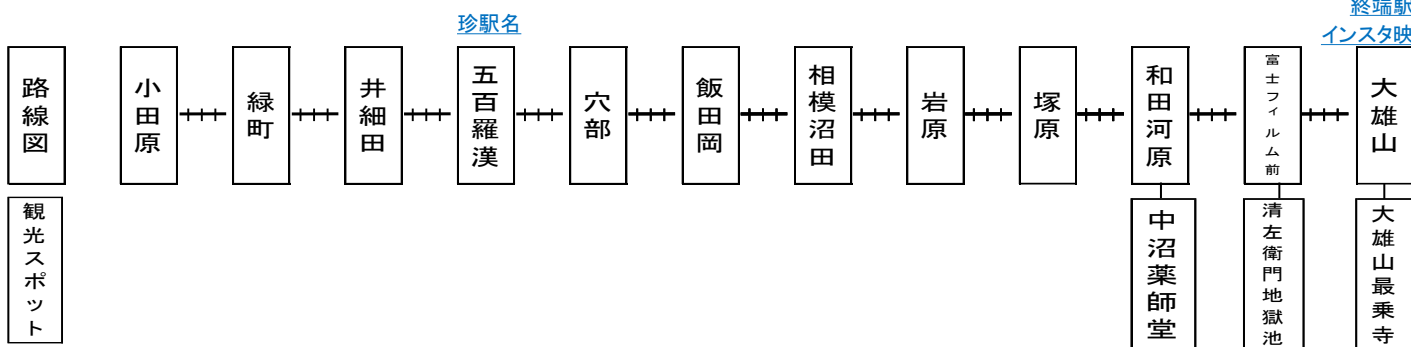 珍駅名
終端駅
インスタ映
路線図
小田原
緑町
井細田
五百羅漢
穴部
飯田岡
相模沼田
岩原
塚原
和田河原
富士フィルム前
大雄山
観光スポット
中沼薬師堂
清左衛門地獄池
大雄山最乗寺